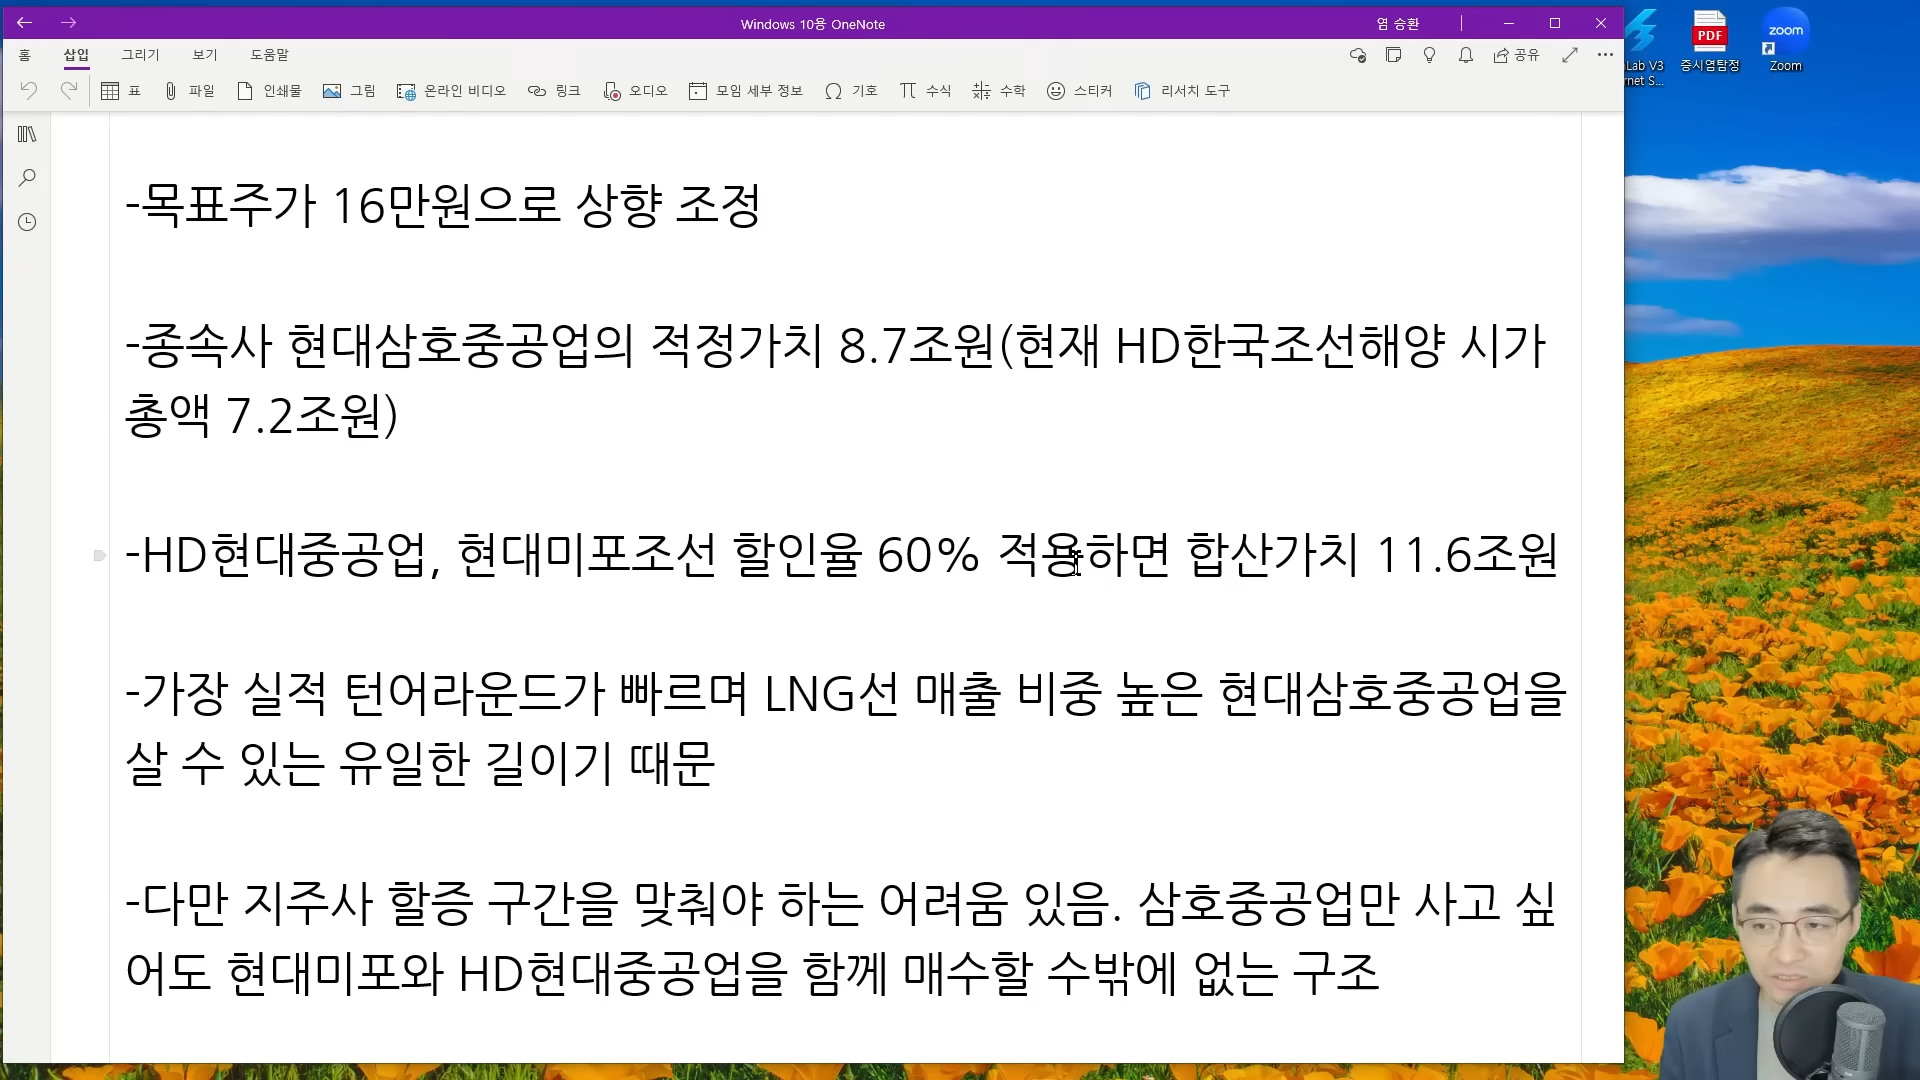 Windows 10용 OneNote
염 승환
홈 삽입 그리기 보기 도움말
공유
표 파일 인쇄물 그림 온라인 비디오 링크 오디오 모임 세부 정보 기호 수식 수학 스티커 리서치 도구
-목표주가 16만원으로 상향 조정
-종속사 현대삼호중공업의 적정가치 8.7조원(현재 HD한국조선해양 시가
총액 7.2조원)
-HD현대중공업, 현대미포조선 할인율 60% 적용하면 합산가치 11.6조원
-가장 실적 턴어라운드가 빠르며 LNG선 매출 비중 높은 현대삼호중공업을
살 수 있는 유일한 길이기 때문
-다만 지주사 할증 구간을 맞춰야 하는 어려움 있음. 삼호중공업만 사고 싶
어도 현대미포와 HD현대중공업을 함께 매수할 수밖에 없는 구조
Lab V3
rnet S...
PDF
증시염탐정
zoom
Zoom